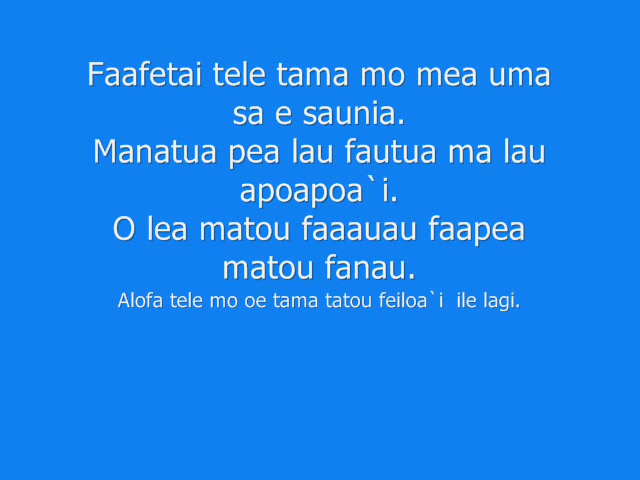 Faafetai tele tama mo mea uma
sa e saunia.
Manatua pea lau fautua ma lau
apoapoa`i.
O lea matou faaauau faapea
matou fanau.
Alofa tele mo oe tama tatou feiloa`i  ile lagi.